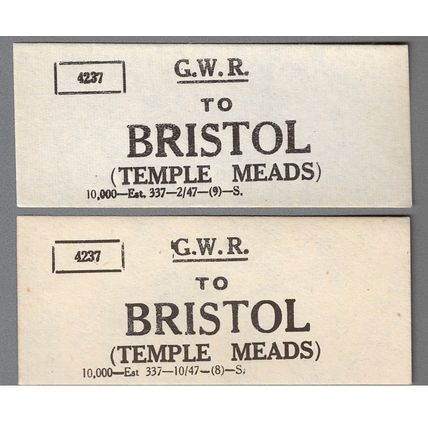 4237
G.W.R.
TO
BRISTOL
(TEMPLE MEADS)
10,000—Est. 337—2/47—(9)—S.
4237
G.W.R.
TO
BRISTOL
(TEMPLE MEADS)
10,000—Est 337—10/47—(8)—S.